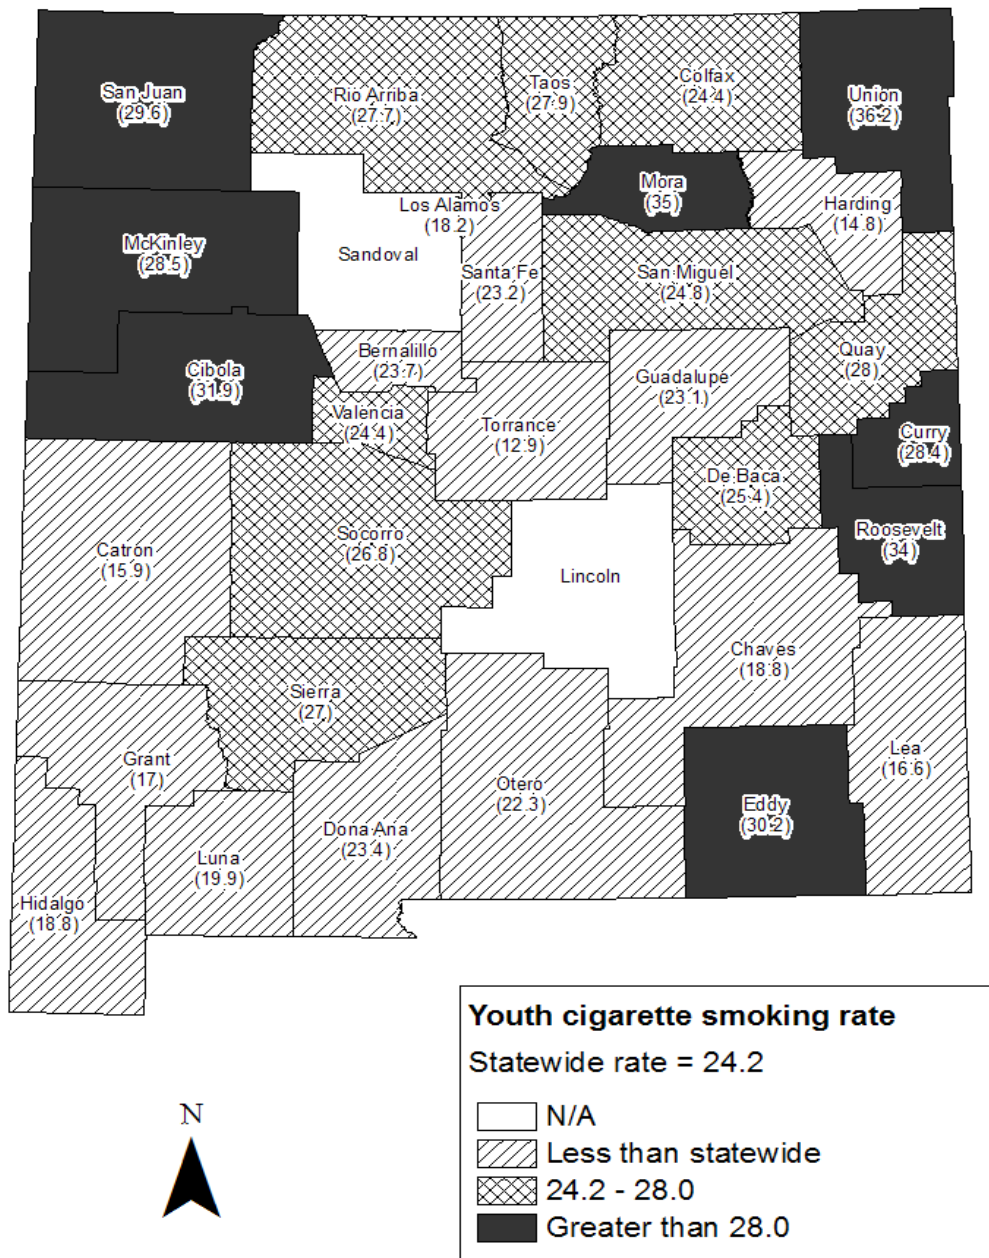 San Juan
(29.6)
Rio Arriba
(27.7)
Taos
(27.9)
Colfax
(24.4)
Union
(36.2)
Mora
(35)
Harding
(14.8)
Los Alamos
(18.2)
McKinley
(28.5)
Sandoval
Santa Fe
(23.2)
San Miguel
(24.8)
Bernalillo
(23.7)
Cibola
(31.9)
Quay
(28)
Guadalupe
(23.1)
Valencia
(24.4)
Torrance
(12.9)
Curry
(28.4)
De Baca
(25.4)
Roosevelt
(34)
Socorro
(26.8)
Catron
(15.9)
Lincoln
Chaves
(18.8)
Sierra
(27)
Grant
(17)
Lea
(16.6)
Otero
(22.3)
Eddy
(30.2)
Dona Ana
(23.4)
Luna
(19.9)
Hidalgo
(18.8)
Youth cigarette smoking rate
Statewide rate = 24.2
N/A
Less than statewide
24.2 - 28.0
Greater than 28.0
N